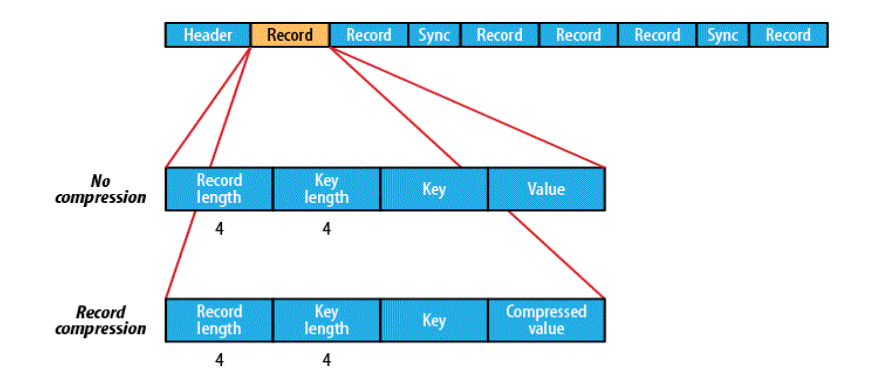 Header Record Record Sync Record Record Record Sync Record
No
compression
Record
length
Key
length
Key
Value
4 4
Record
compression
Record
length
Key
length
Key
Compressed
value
4 4